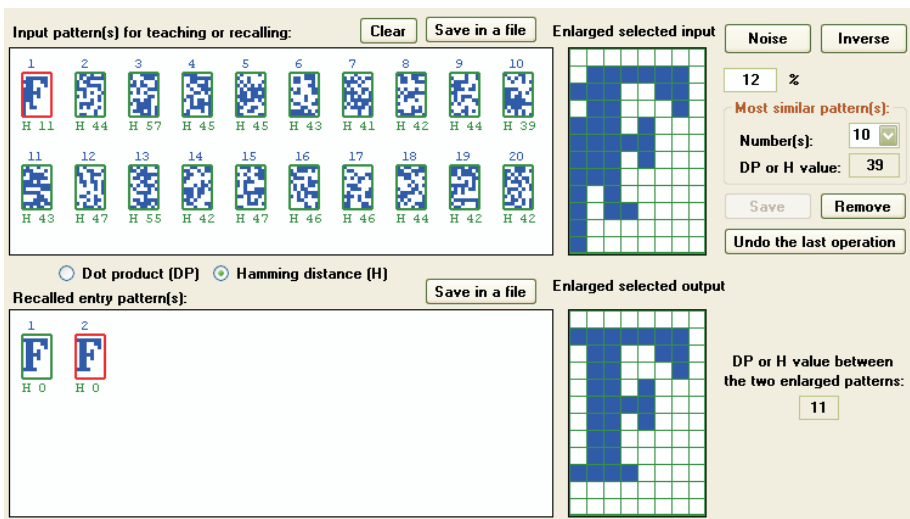 Input pattern(s) for teaching or recalling:
Clear
Save in a file
Enlarged selected input
Noise
Inverse
12 %
Most similar pattern(s):
Number(s): 10
DP or H value: 39
Save
Remove
Undo the last operation
1 2 3 4 5 6 7 8 9 10
F
H 11 H 44 H 57 H 45 H 45 H 43 H 41 H 42 H 44 H 39
11 12 13 14 15 16 17 18 19 20
H 43 H 47 H 55 H 42 H 47 H 46 H 46 H 44 H 42 H 42
Dot product (DP) Hamming distance (H)
Recalled entry pattern(s):
Save in a file
Enlarged selected output
1 2
F F
H 0 H 0
F
DP or H value between
the two enlarged patterns:
11